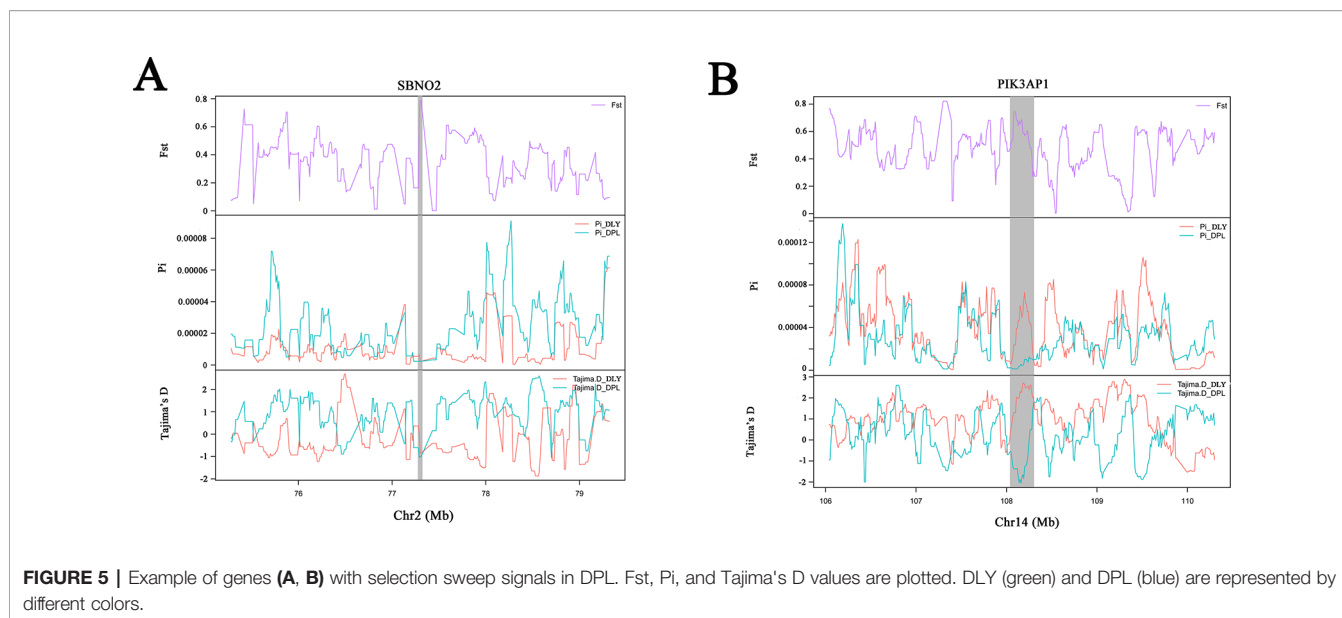 A
SBNO2
0.8
0.6
0.4
0.2
0
Fst
Fst
0.00008
0.00006
0.00004
0.00002
0
Pi
Pi_DLY
Pi_DPL
2
1
0
-1
-2
Tajima's D
Tajima.D_DLY
Tajima.D_DPL
76
77
78
79
Chr2 (Mb)
B
PIK3AP1
0.8
0.6
0.4
0.2
0
Fst
Fst
0.00012
0.00008
0.00004
0
Pi
Pi_DLY
Pi_DPL
3
2
1
0
-1
-2
Tajima's D
Tajima.D_DLY
Tajima.D_DPL
106
107
108
109
110
Chr14 (Mb)
FIGURE 5 | Example of genes (A, B) with selection sweep signals in DPL. Fst, Pi, and Tajima's D values are plotted. DLY (green) and DPL (blue) are represented by
different colors.